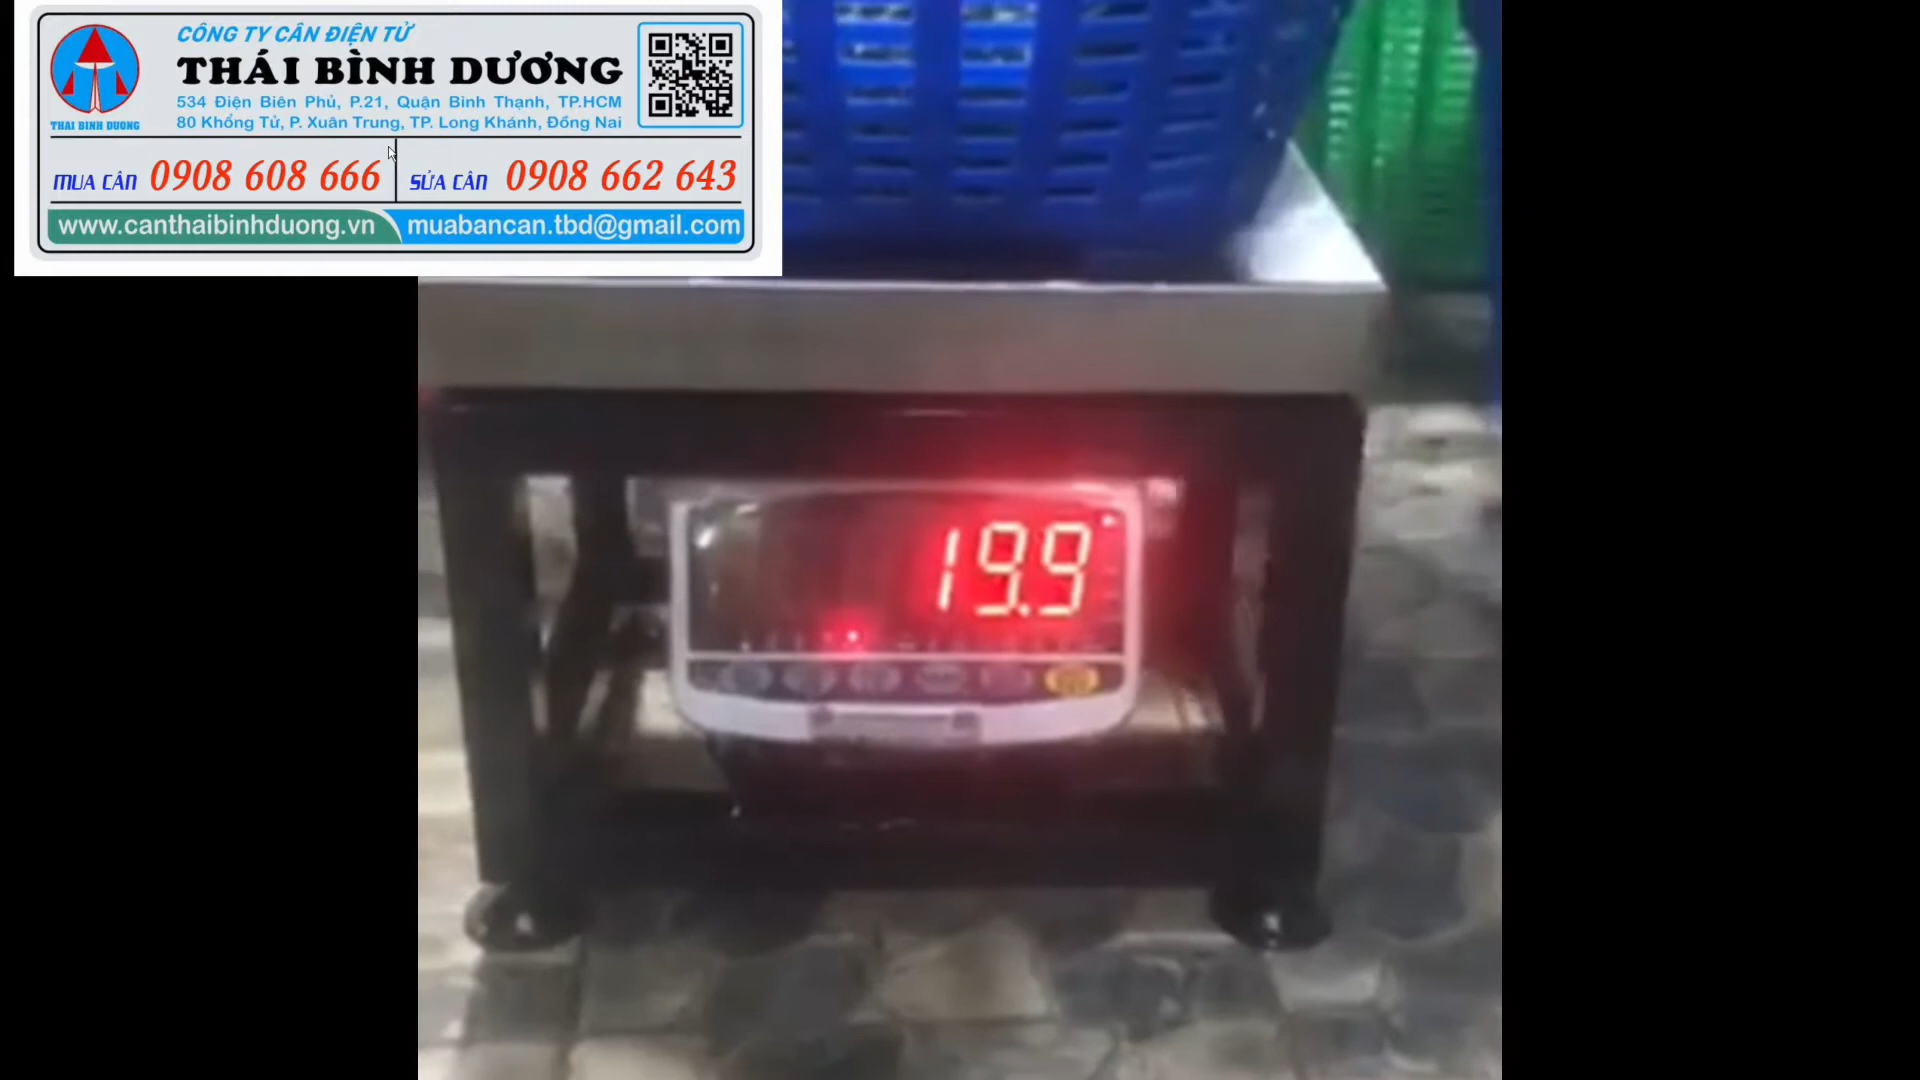 CÔNG TY CÂN ĐIỆN TỬ
THÁI BÌNH DƯƠNG
534 Điện Biên Phủ, P.21, Quận Bình Thạnh, TP.HCM
80 Khổng Tử, P. Xuân Trung, TP. Long Khánh, Đồng Nai
THAI BINH DUONG
MUA CÂN 0908 608 666
SỬA CÂN 0908 662 643
www.canthaibinhduong.vn
muabancan.tbd@gmail.com
19.9